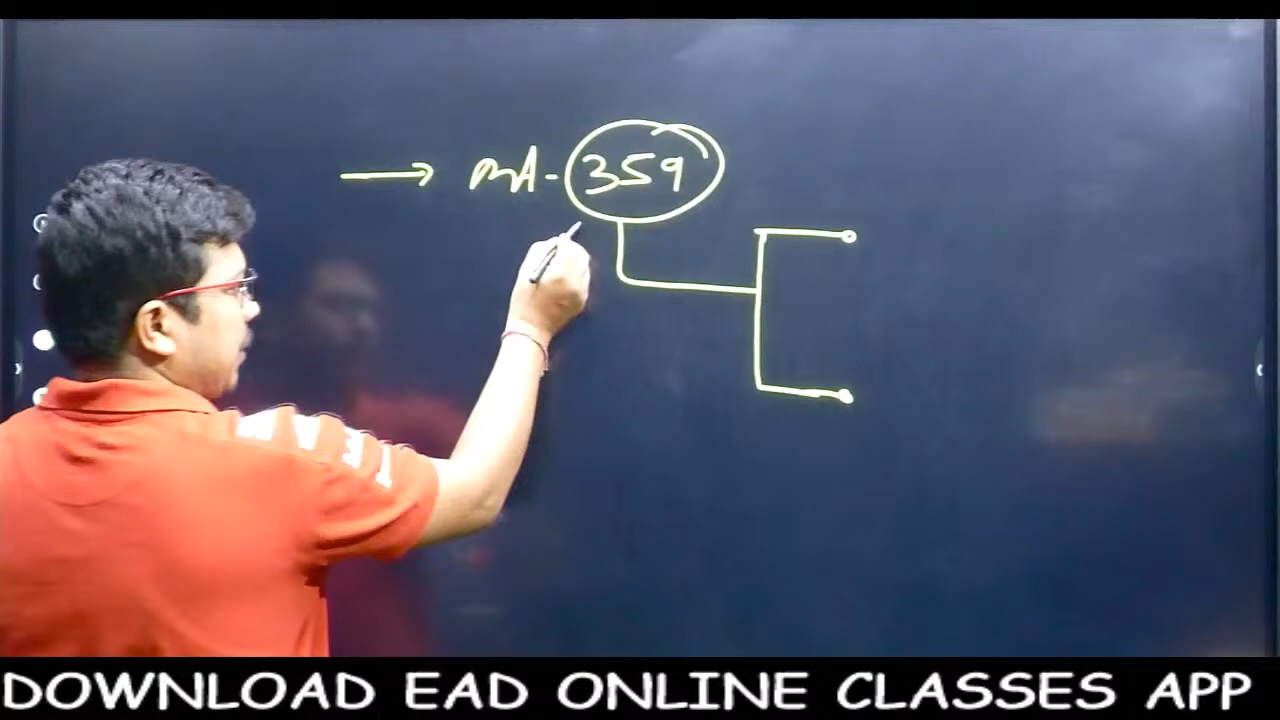 → MA- 359
DOWNLOAD EAD ONLINE CLASSES APP